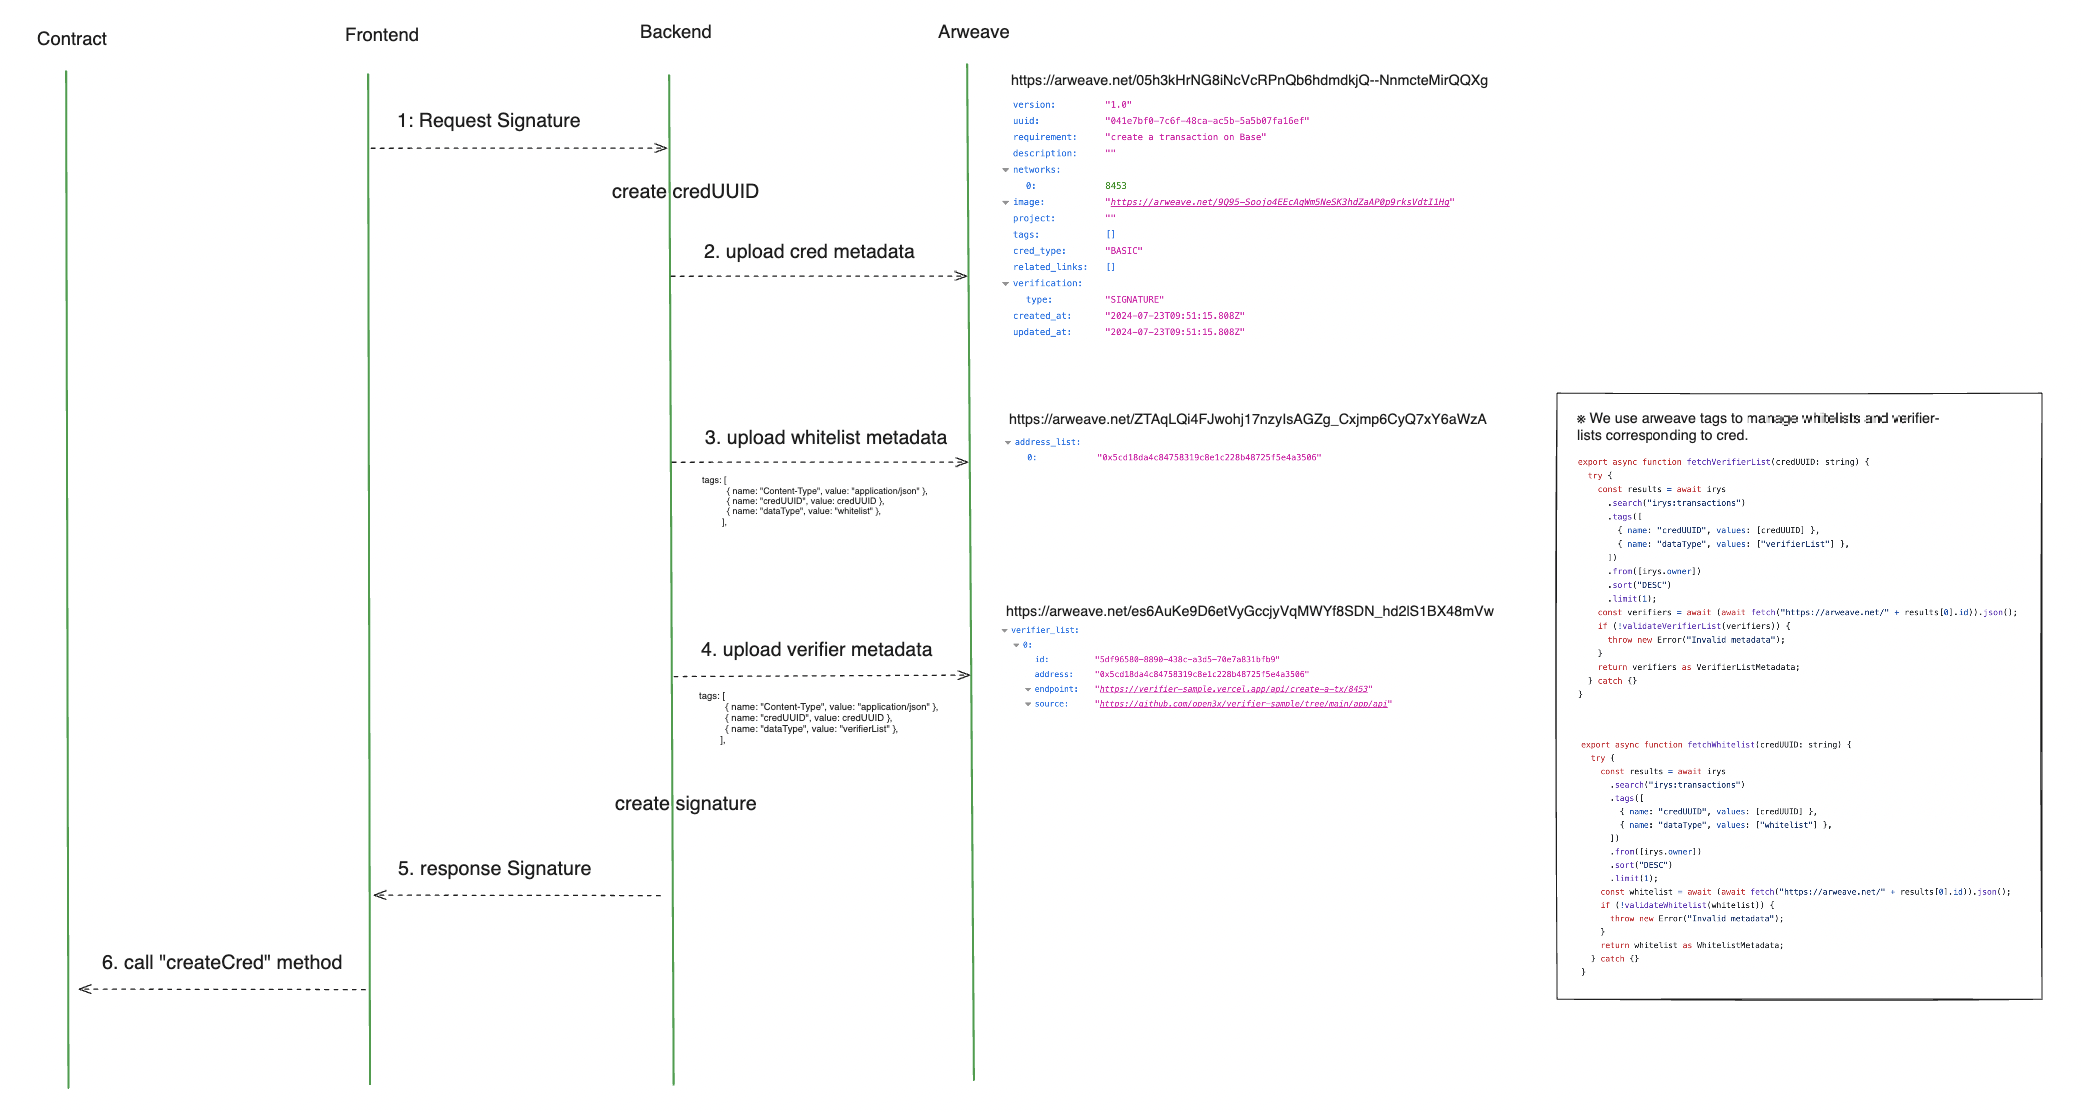 Contract
Frontend
Backend
Arweave
1: Request Signature
create credUUID
2. upload cred metadata
3. upload whitelist metadata
tags: [
{ name: "Content-Type", value: "application/json" },
{ name: "credUUID", value: credUUID },
{ name: "dataType", value: "whitelist" },
],
4. upload verifier metadata
tags: [
{ name: "Content-Type", value: "application/json" },
{ name: "credUUID", value: credUUID },
{ name: "dataType", value: "verifierList" },
],
create signature
5. response Signature
6. call "createCred" method
https://arweave.net/05h3kHrNG8iNcVcRPnQb6hdmdkjQ--NnmcteMirQQXg
version: "1.0"
uuid: "041e7bf0-7c6f-48ca-ac5b-5a5b07fa16ef"
requirement: "create a transaction on Base"
description: ""
networks:
0: 8453
image: "https://arweave.net/9Q95-Soojo4EEcAgWm5NeSK3hdZaAP0p9rksVdtI1Hg"
project: ""
tags: []
cred_type: "BASIC"
related_links: []
verification:
type: "SIGNATURE"
created_at: "2024-07-23T09:51:15.808Z"
updated_at: "2024-07-23T09:51:15.808Z"
https://arweave.net/ZTAqLQi4FJwohj17nzyIsAGZg_Cxjmp6CyQ7xY6aWzA
address_list:
0: "0x5cd18da4c84758319c8e1c228b48725f5e4a3506"
https://arweave.net/es6AuKe9D6etVyGccjyVqMWYf8SDN_hd2lS1BX48mVw
verifier_list:
0:
id: "5df96580-8890-438c-a3d5-70e7a831bfb9"
address: "0x5cd18da4c84758319c8e1c228b48725f5e4a3506"
endpoint: "https://verifier-sample.vercel.app/api/create-a-tx/8453"
source: "https://github.com/open3x/verifier-sample/tree/main/app/api"
※ We use arweave tags to manage whitelists and verifier-
lists corresponding to cred.
export async function fetchVerifierList(credUUID: string) {
try {
const results = await irys
.search("irys:transactions")
.tags([
{ name: "credUUID", values: [credUUID] },
{ name: "dataType", values: ["verifierList"] },
])
.from([irys.owner])
.sort("DESC")
.limit(1);
const verifiers = await (await fetch("https://arweave.net/" + results[0].id)).json();
if (!validateVerifierList(verifiers)) {
throw new Error("Invalid metadata");
}
return verifiers as VerifierListMetadata;
} catch {}
}
export async function fetchWhitelist(credUUID: string) {
try {
const results = await irys
.search("irys:transactions")
.tags([
{ name: "credUUID", values: [credUUID] },
{ name: "dataType", values: ["whitelist"] },
])
.from([irys.owner])
.sort("DESC")
.limit(1);
const whitelist = await (await fetch("https://arweave.net/" + results[0].id)).json();
if (!validateWhitelist(whitelist)) {
throw new Error("Invalid metadata");
}
return whitelist as WhitelistMetadata;
} catch {}
}